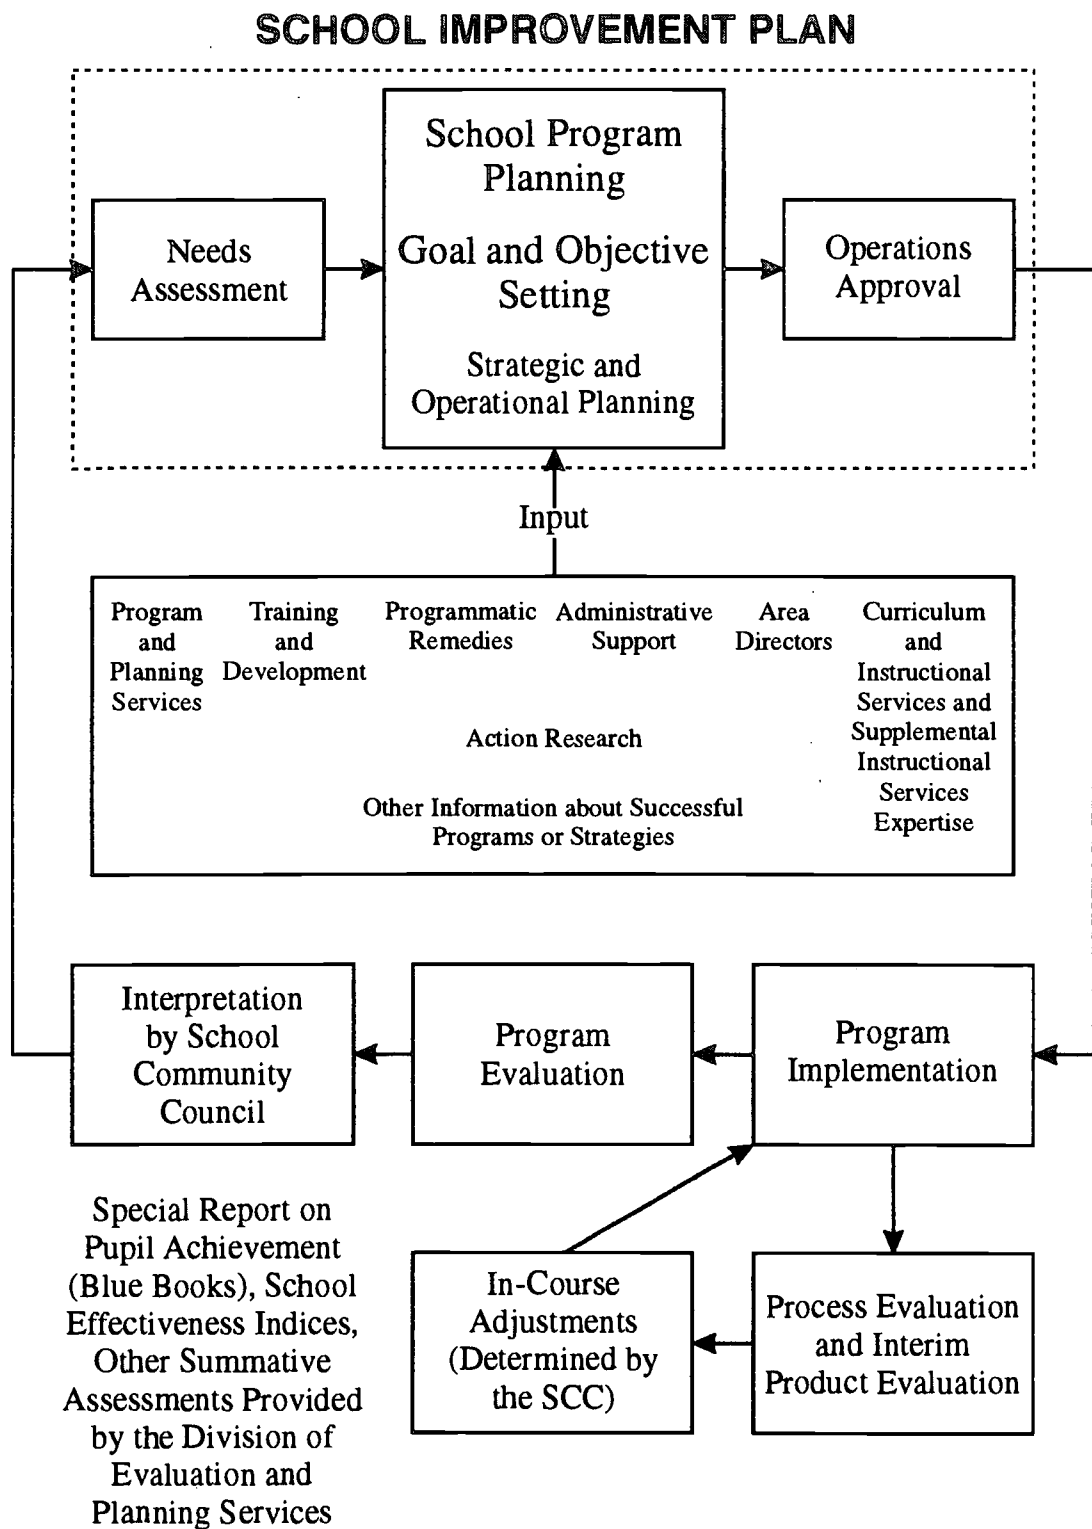 SCHOOL IMPROVEMENT PLAN
School Program
Planning
Goal and Objective
Setting
Strategic and
Operational Planning
Needs
Assessment
Operations
Approval
Input
Program
and
Planning
Services
Training
and
Development
Programmatic
Remedies
Administrative
Support
Area
Directors
Curriculum
and
Instructional
Services and
Supplemental
Instructional
Services
Expertise
Action Research
Other Information about Successful
Programs or Strategies
Interpretation
by School
Community
Council
Program
Evaluation
Program
Implementation
Special Report on
Pupil Achievement
(Blue Books), School
Effectiveness Indices,
Other Summative
Assessments Provided
by the Division of
Evaluation and
Planning Services
In-Course
Adjustments
(Determined by
the SCC)
Process Evaluation
and Interim
Product Evaluation